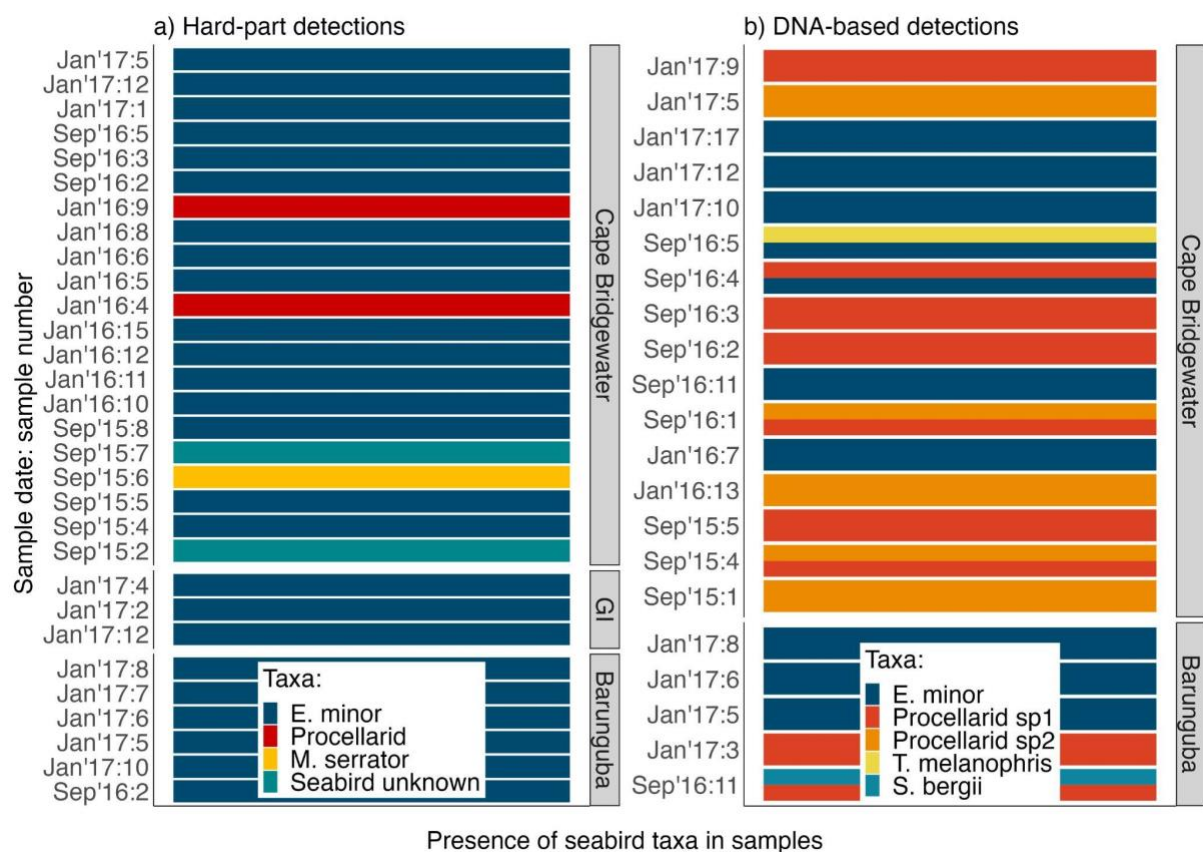 a) Hard-part detections
Sample date: sample number
Jan'17:5
Jan'17:12
Jan'17:1
Sep'16:5
Sep'16:3
Sep'16:2
Jan'16:9
Jan'16:8
Jan'16:6
Jan'16:5
Jan'16:4
Jan'16:15
Jan'16:12
Jan'16:11
Jan'16:10
Sep'15:8
Sep'15:7
Sep'15:6
Sep'15:5
Sep'15:4
Sep'15:2
Cape Bridgewater
Jan'17:4
Jan'17:2
Jan'17:12
GI
Jan'17:8
Jan'17:7
Jan'17:6
Jan'17:5
Jan'17:10
Sep'16:2
Barunguba
Taxa:
E. minor
Procellarid
M. serrator
Seabird unknown
b) DNA-based detections
Jan'17:9
Jan'17:5
Jan'17:17
Jan'17:12
Jan'17:10
Sep'16:5
Sep'16:4
Sep'16:3
Sep'16:2
Sep'16:11
Sep'16:1
Jan'16:7
Jan'16:13
Sep'15:5
Sep'15:4
Sep'15:1
Cape Bridgewater
Jan'17:8
Jan'17:6
Jan'17:5
Jan'17:3
Sep'16:11
Barunguba
Taxa:
E. minor
Procellarid sp1
Procellarid sp2
T. melanophris
S. bergii
Presence of seabird taxa in samples